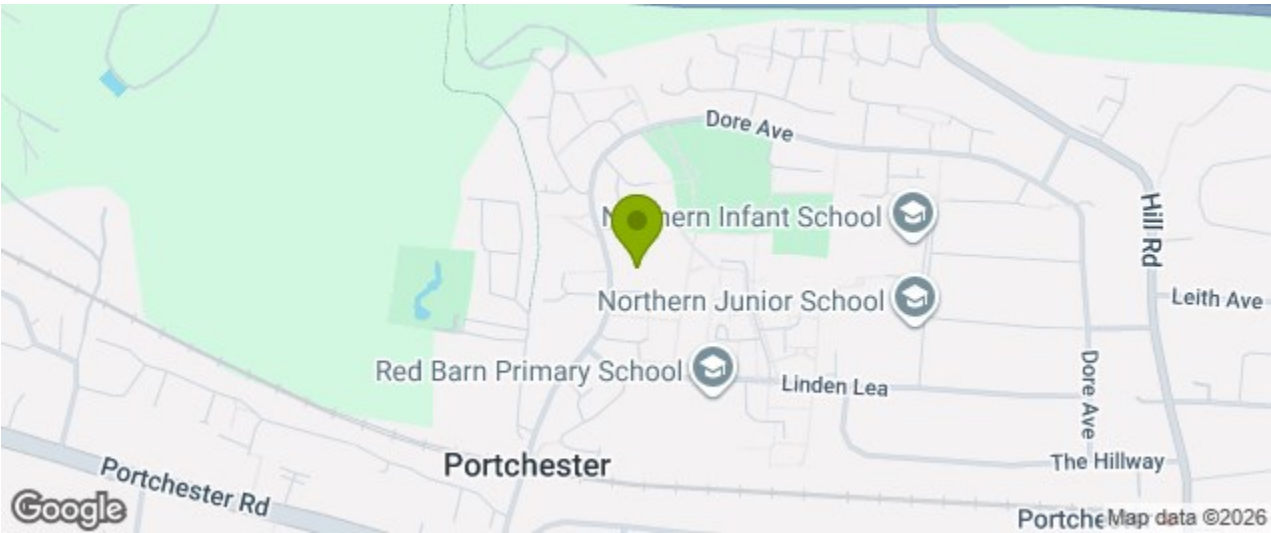 Dore Ave
Hill Rd
Northern Infant School
Leith Ave
Northern Junior School
Red Barn Primary School
Linden Lea
Dore Ave
Portchester
The Hillway
Portchester Rd
Google
Map data ©2026